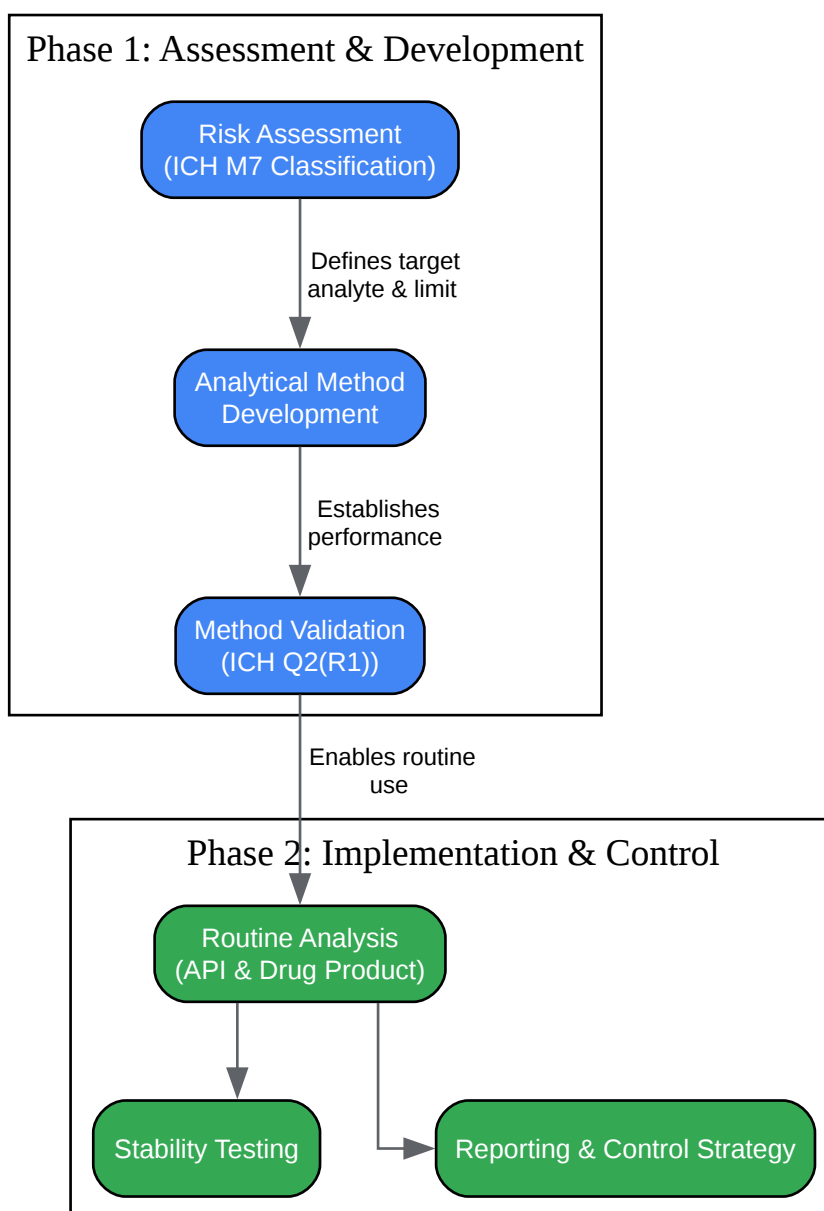 Phase 1: Assessment & Development
Risk Assessment
(ICH M7 Classification)
Defines target
analyte & limit
Analytical Method
Development
Establishes
performance
Method Validation
(ICH Q2(R1))
Enables routine
use
Phase 2: Implementation & Control
Routine Analysis
(API & Drug Product)
Stability Testing
Reporting & Control Strategy